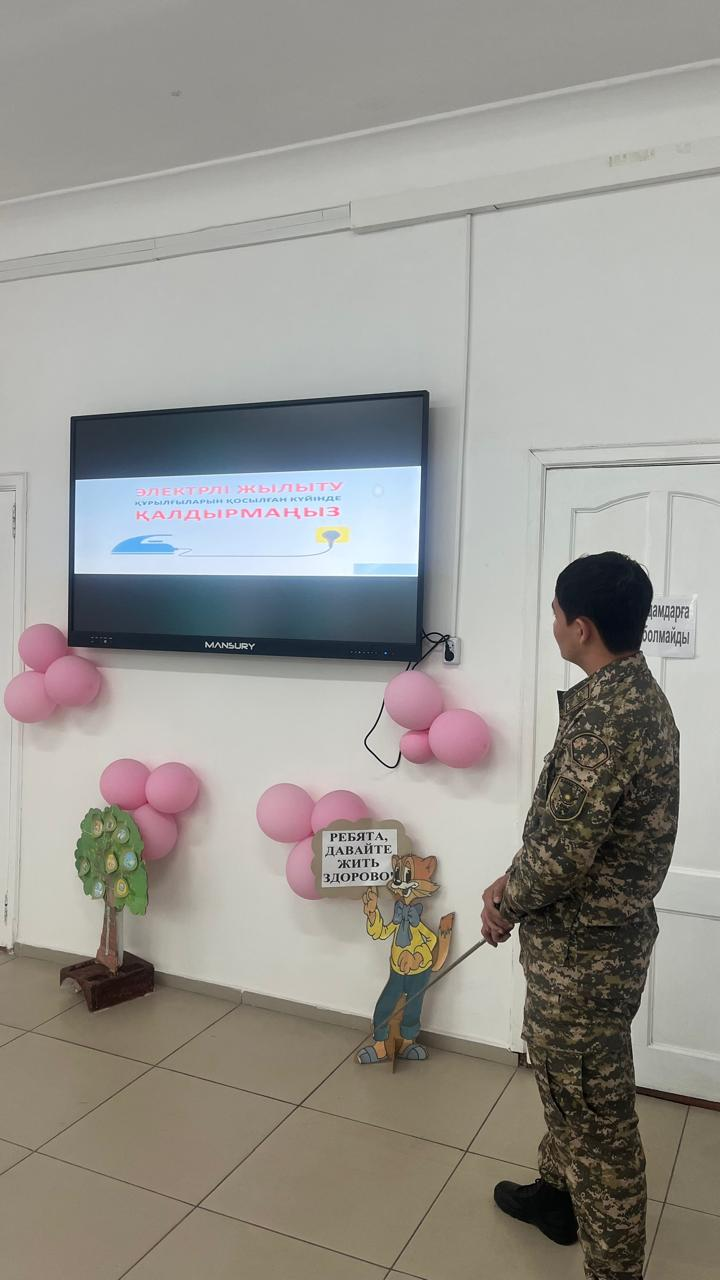 ЭЛЕКТРЛІ ЖЫЛЫТУ
ҚҰРЫЛҒЫЛАРЫН ҚОСЫЛҒАН КҮЙІНДЕ
ҚАЛДЫРМАҢЫЗ
MANSURY
РЕБЯТА,
ДАВАЙТЕ
ЖИТЬ
ЗДОРОВО!
болмайды